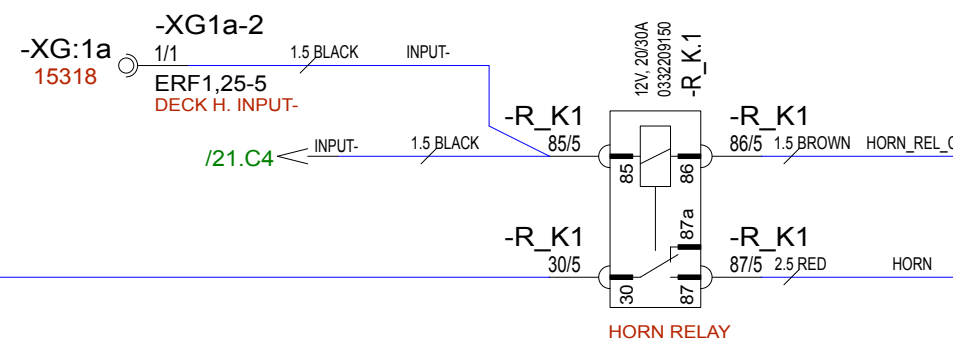 -XG1a-2
-XG:1a
1/1
1.5 BLACK
INPUT-
15318
ERF1,25-5
DECK H. INPUT-
12V, 20/30A
0332209150
-R_K.1
-R_K1
85/5
-R_K1
86/5
1.5 BROWN
HORN_REL_
/21.C4
INPUT-
1.5 BLACK
85
86
87a
-R_K1
30/5
-R_K1
87/5
2.5 RED
HORN
30
87
HORN RELAY